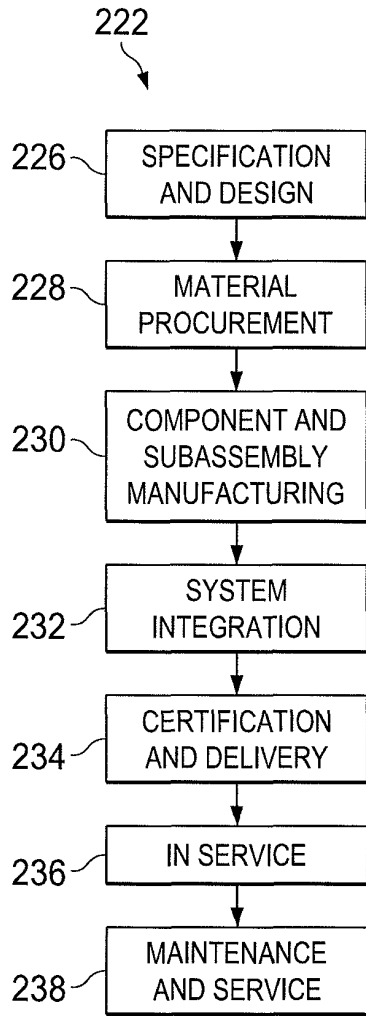 222
226
SPECIFICATION
AND DESIGN
228
MATERIAL
PROCUREMENT
230
COMPONENT AND
SUBASSEMBLY
MANUFACTURING
232
SYSTEM
INTEGRATION
234
CERTIFICATION
AND DELIVERY
236
IN SERVICE
238
MAINTENANCE
AND SERVICE